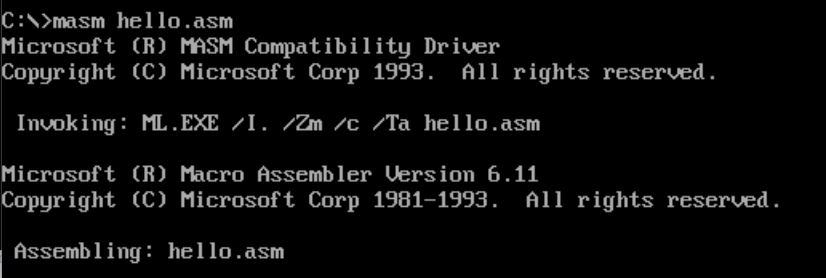 C:\>masm hello.asm
Microsoft (R) MASM Compatibility Driver
Copyright (C) Microsoft Corp 1993.  All rights reserved.
Invoking: ML.EXE /I. /Zm /c /Ta hello.asm
Microsoft (R) Macro Assembler Version 6.11
Copyright (C) Microsoft Corp 1981-1993.  All rights reserved.
Assembling: hello.asm